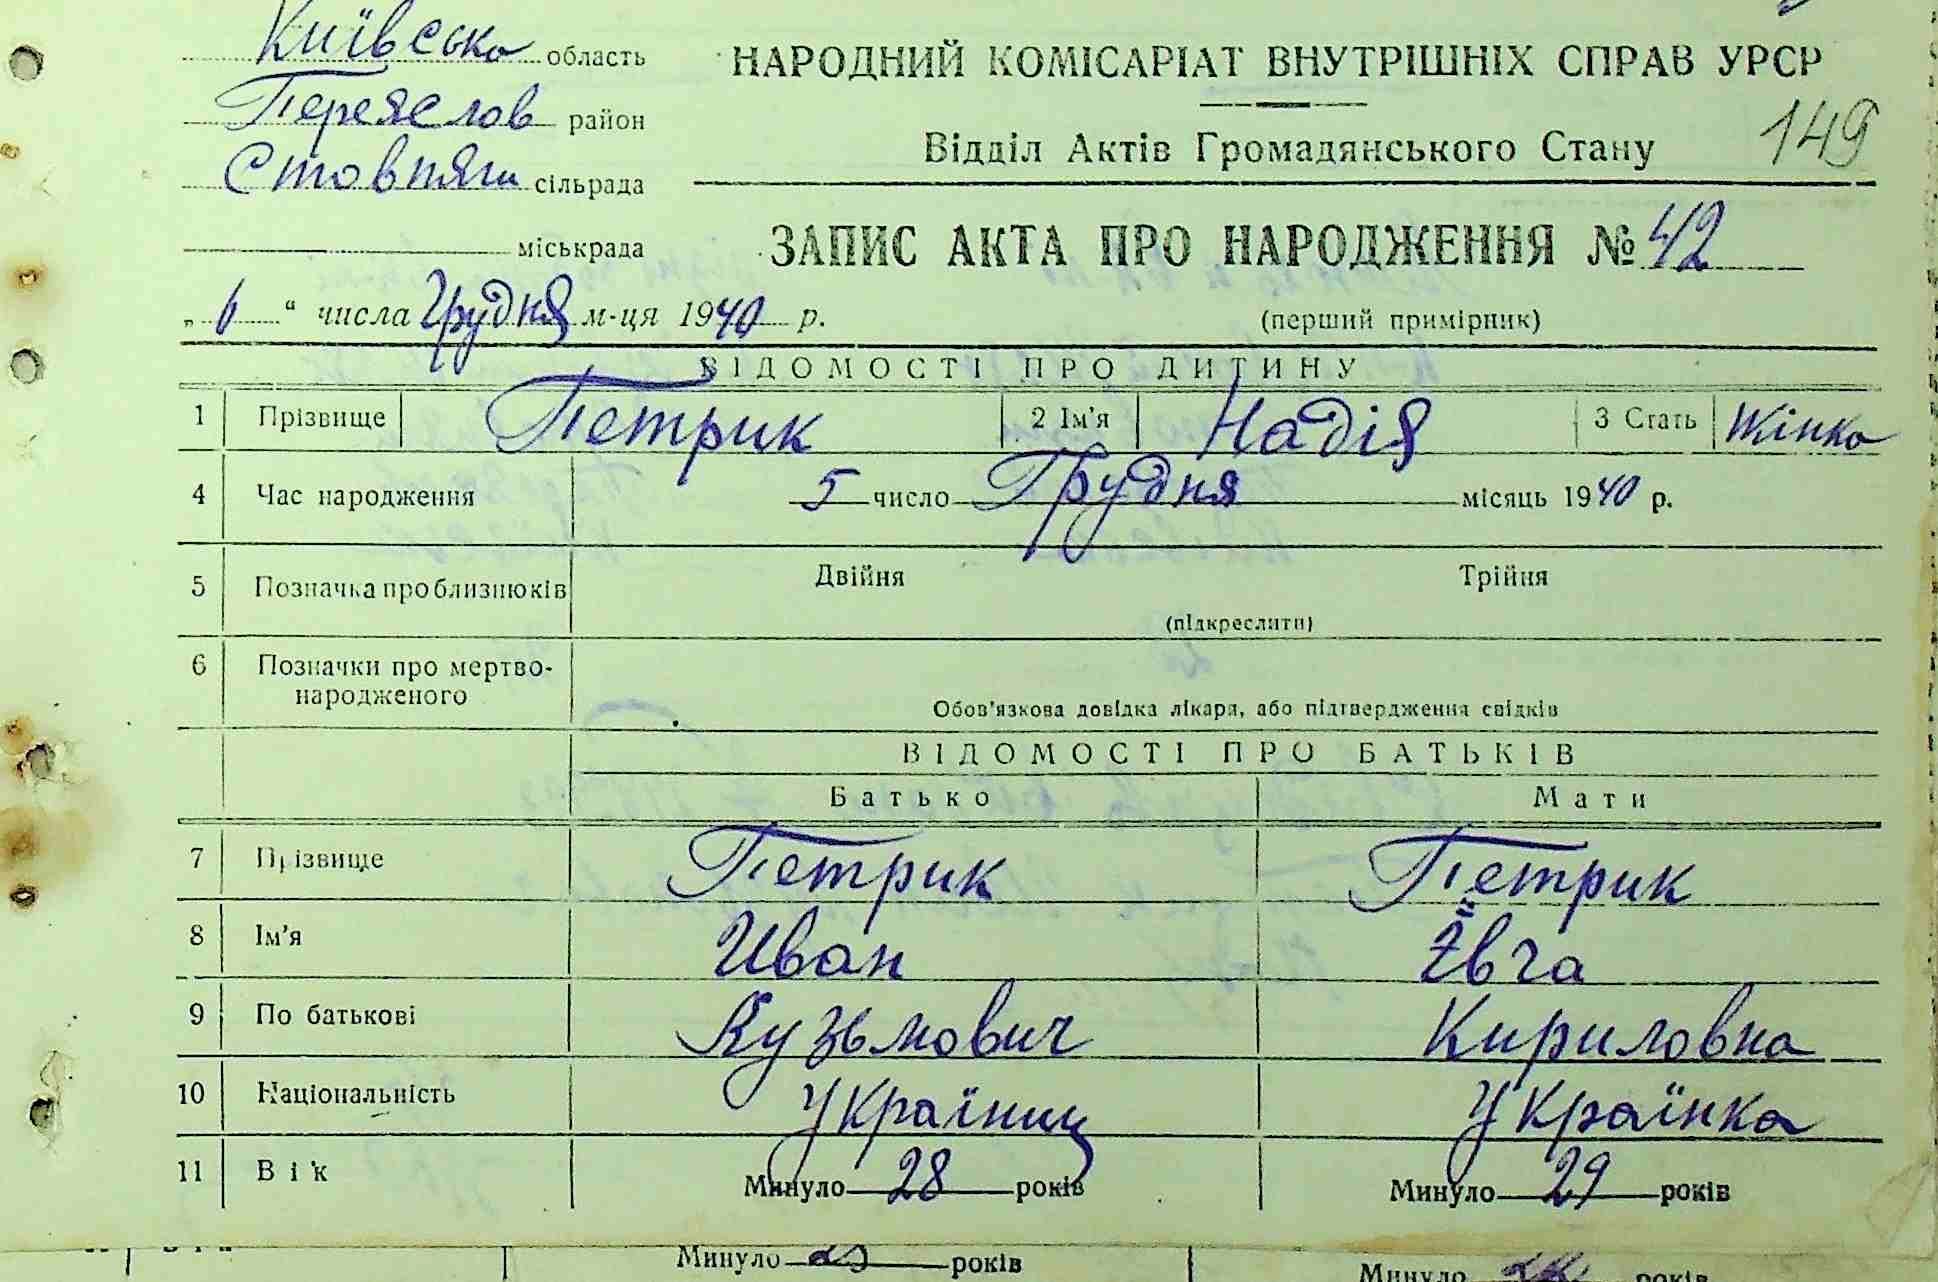 Київсько область
Переяслов район
Стовпяги сільрада
міськрада
НАРОДНИЙ КОМІСАРІАТ ВНУТРІШНІХ СПРАВ УРСР
Відділ Актів Громадянського Стану 149
ЗАПИС АКТА ПРО НАРОДЖЕННЯ № 42
„ 6 “ числа Грудня м-ця 1940 р. (перший примірник)
ВІДОМОСТІ ПРО ДИТИНУ
1 Прізвище Петрик 2 Ім'я Надія 3 Стать Жінка
4 Час народження 5 число Грудня місяць 1940 р.
5 Позначка про близнюків Двійня Трійня
(підкреслити)
6 Позначки про мертво-
народженого
Обов'язкова довідка лікаря, або підтвердження свідків
ВІДОМОСТІ ПРО БАТЬКІВ
Батько Мати
7 Прізвище Петрик Петрик
8 Ім'я Иван Ївга
9 По батькові Кузьмович Кириловна
10 Національність Україниц Українка
11 Вік Минуло 28 років Минуло 29 років
Минуло років Минуло років